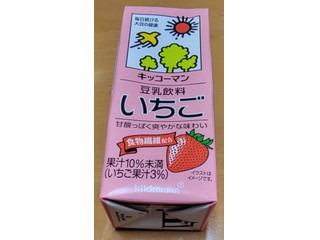 毎日続ける
大豆の健康
キッコーマン
豆乳飲料
いちご
甘酸っぱく爽やかな味わい
食物繊維配合
果汁10%未満
(いちご果汁3%)
イラストは
イメージです。
kikkoman®